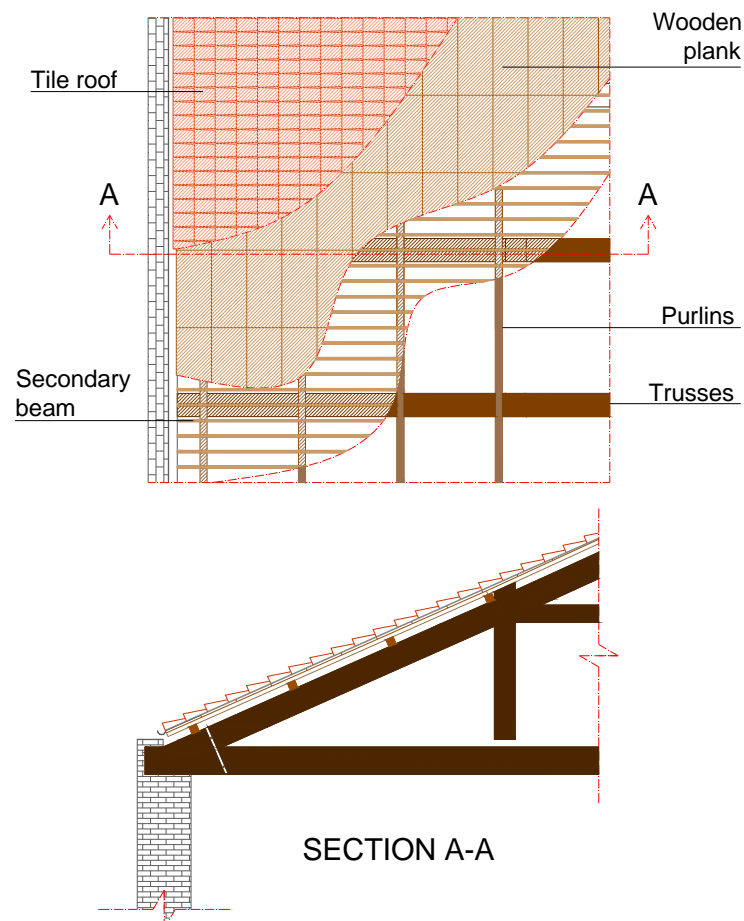 Wooden
plank
Tile roof
A
A
Purlins
Secondary
beam
Trusses
SECTION A-A